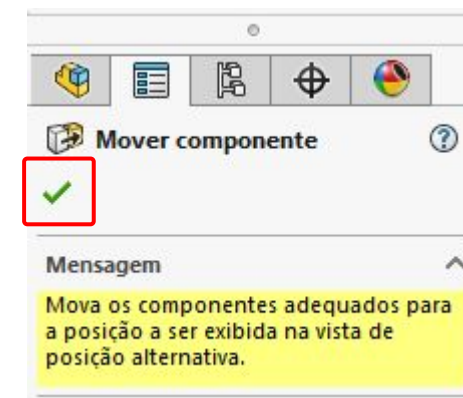 Mover componente
?
Mensagem
Mova os componentes adequados para
a posição a ser exibida na vista de
posição alternativa.